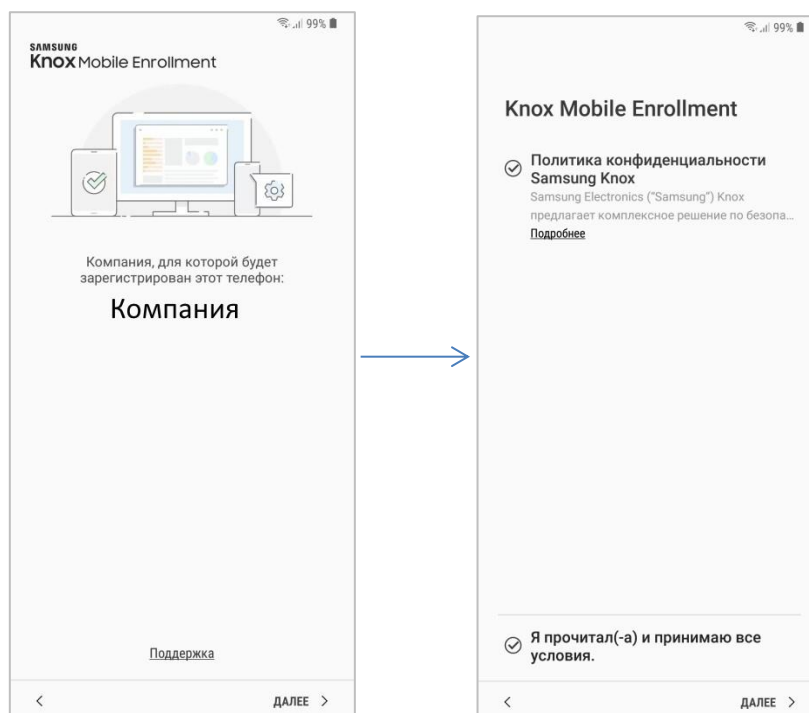 99%
SAMSUNG
Knox Mobile Enrollment
Компания, для которой будет
зарегистрирован этот телефон:
Компания
Поддержка
ДАЛЕЕ
99%
Knox Mobile Enrollment
Политика конфиденциальности
Samsung Knox
Samsung Electronics ("Samsung") Knox
предлагает комплексное решение по безопа...
Подробнее
Я прочитал(-а) и принимаю все
условия.
ДАЛЕЕ